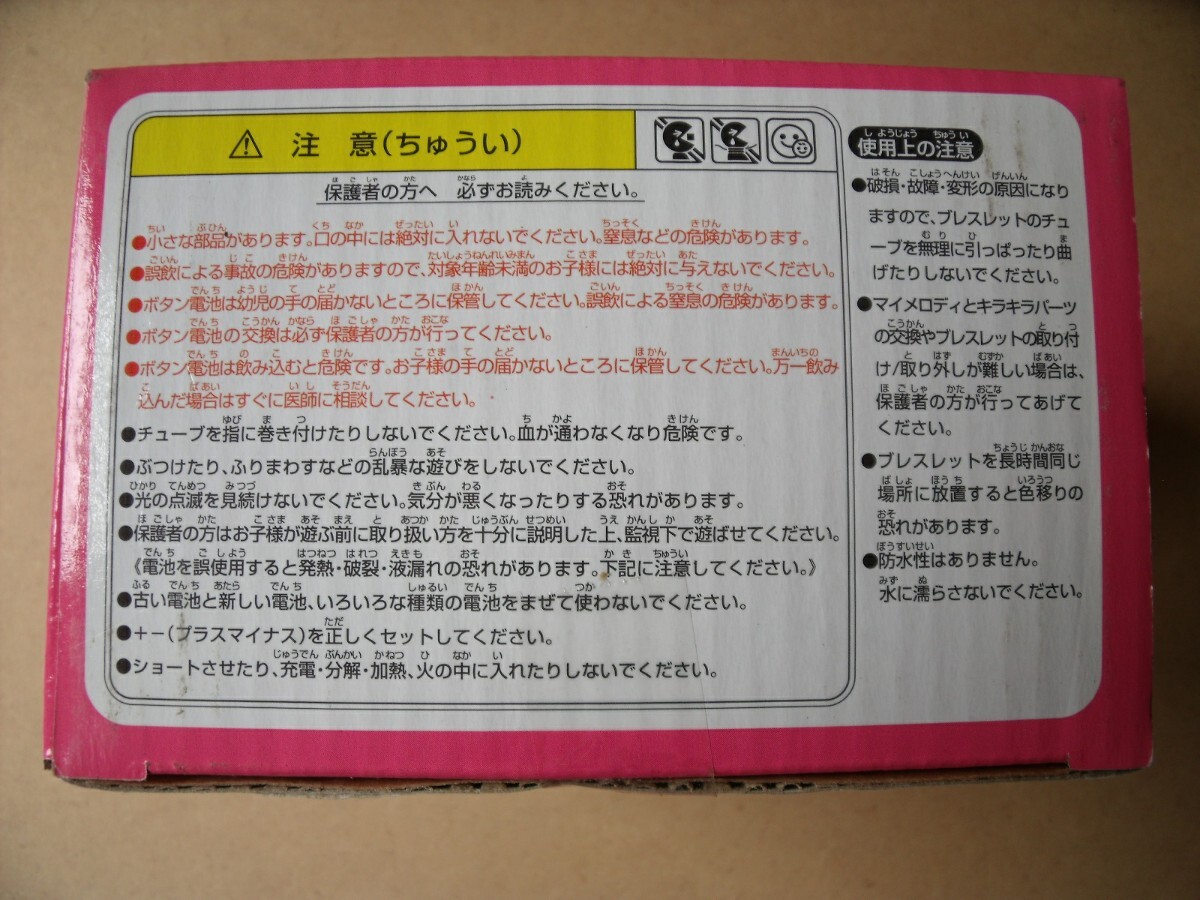 ⚠ 注 意(ちゅうい)
保護者の方へ 必ずお読みください。
●小さな部品があります。口の中には絶対に入れないでください。窒息などの危険があります。
●誤飲による事故の危険がありますので、対象年齢未満のお子様には絶対に与えないでください。
●ボタン電池は幼児の手の届かないところに保管してください。誤飲による窒息の危険があります。
●ボタン電池の交換は必ず保護者の方が行ってください。
●ボタン電池は飲み込むと危険です。お子様の手の届かないところに保管してください。万一飲み
込んだ場合はすぐに医師に相談してください。
●チューブを指に巻き付けたりしないでください。血が通わなくなり危険です。
●ぶつけたり、ふりまわすなどの乱暴な遊びをしないでください。
●光の点滅を見続けないでください。気分が悪くなったりする恐れがあります。
●保護者の方はお子様が遊ぶ前に取り扱い方を十分に説明した上、監視下で遊ばせてください。
《電池を誤使用すると発熱・破裂・液漏れの恐れがあります。下記に注意してください。》
●古い電池と新しい電池、いろいろな種類の電池をまぜて使わないでください。
●+-(プラスマイナス)を正しくセットしてください。
●ショートさせたり、充電・分解・加熱、火の中に入れたりしないでください。
使用上の注意
●破損・故障・変形の原因になり
ますので、ブレスレットのチュ
ーブを無理に引っぱったり曲
げたりしないでください。
●マイメロディとキラキラパーツ
の交換やブレスレットの取り付
け/取り外しが難しい場合は、
保護者の方が行ってあげて
ください。
●ブレスレットを長時間同じ
場所に放置すると色移りの
恐れがあります。
●防水性はありません。
水に濡らさないでください。